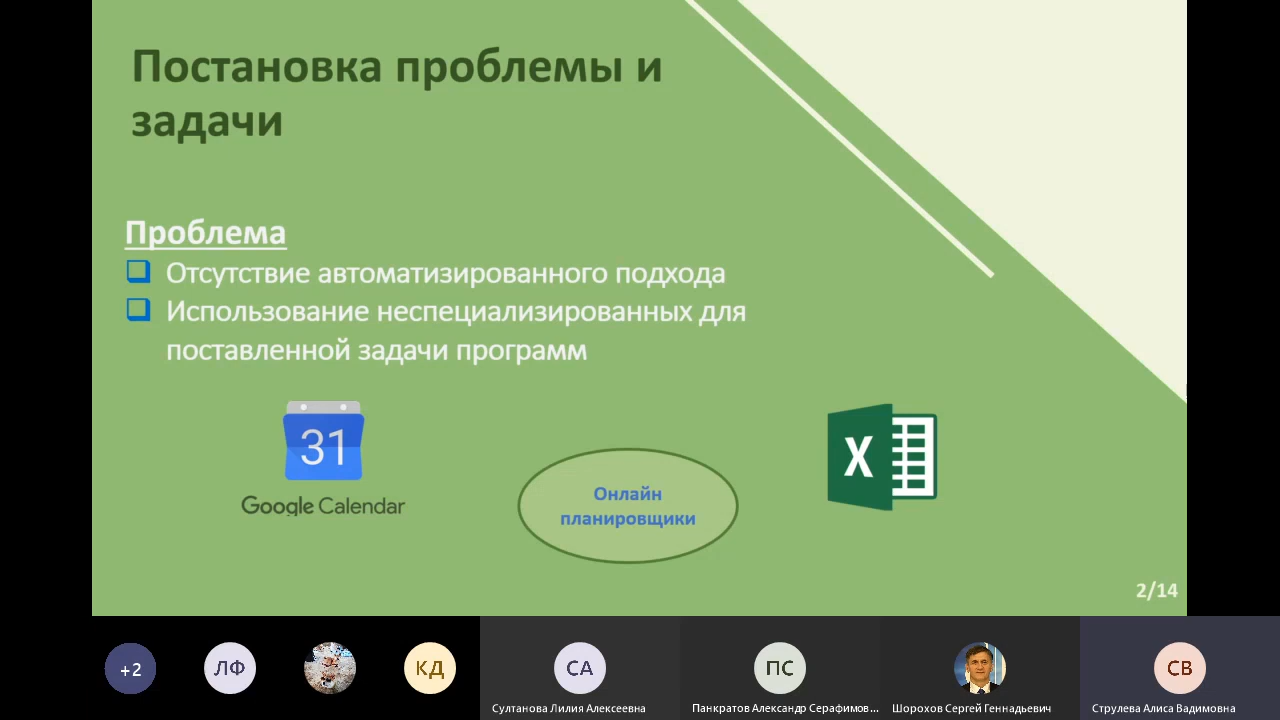 Постановка проблемы и
задачи
Проблема
Отсутствие автоматизированного подхода
Использование неспециализированных для
поставленной задачи программ
31
Google Calendar
Онлайн
планировщики
X
2/14
+2
ЛФ
КД
СА
ПС
СВ
Султанова Лилия Алексеевна
Панкратов Александр Серафимов...
Шорохов Сергей Геннадьевич
Струлева Алиса Вадимовна